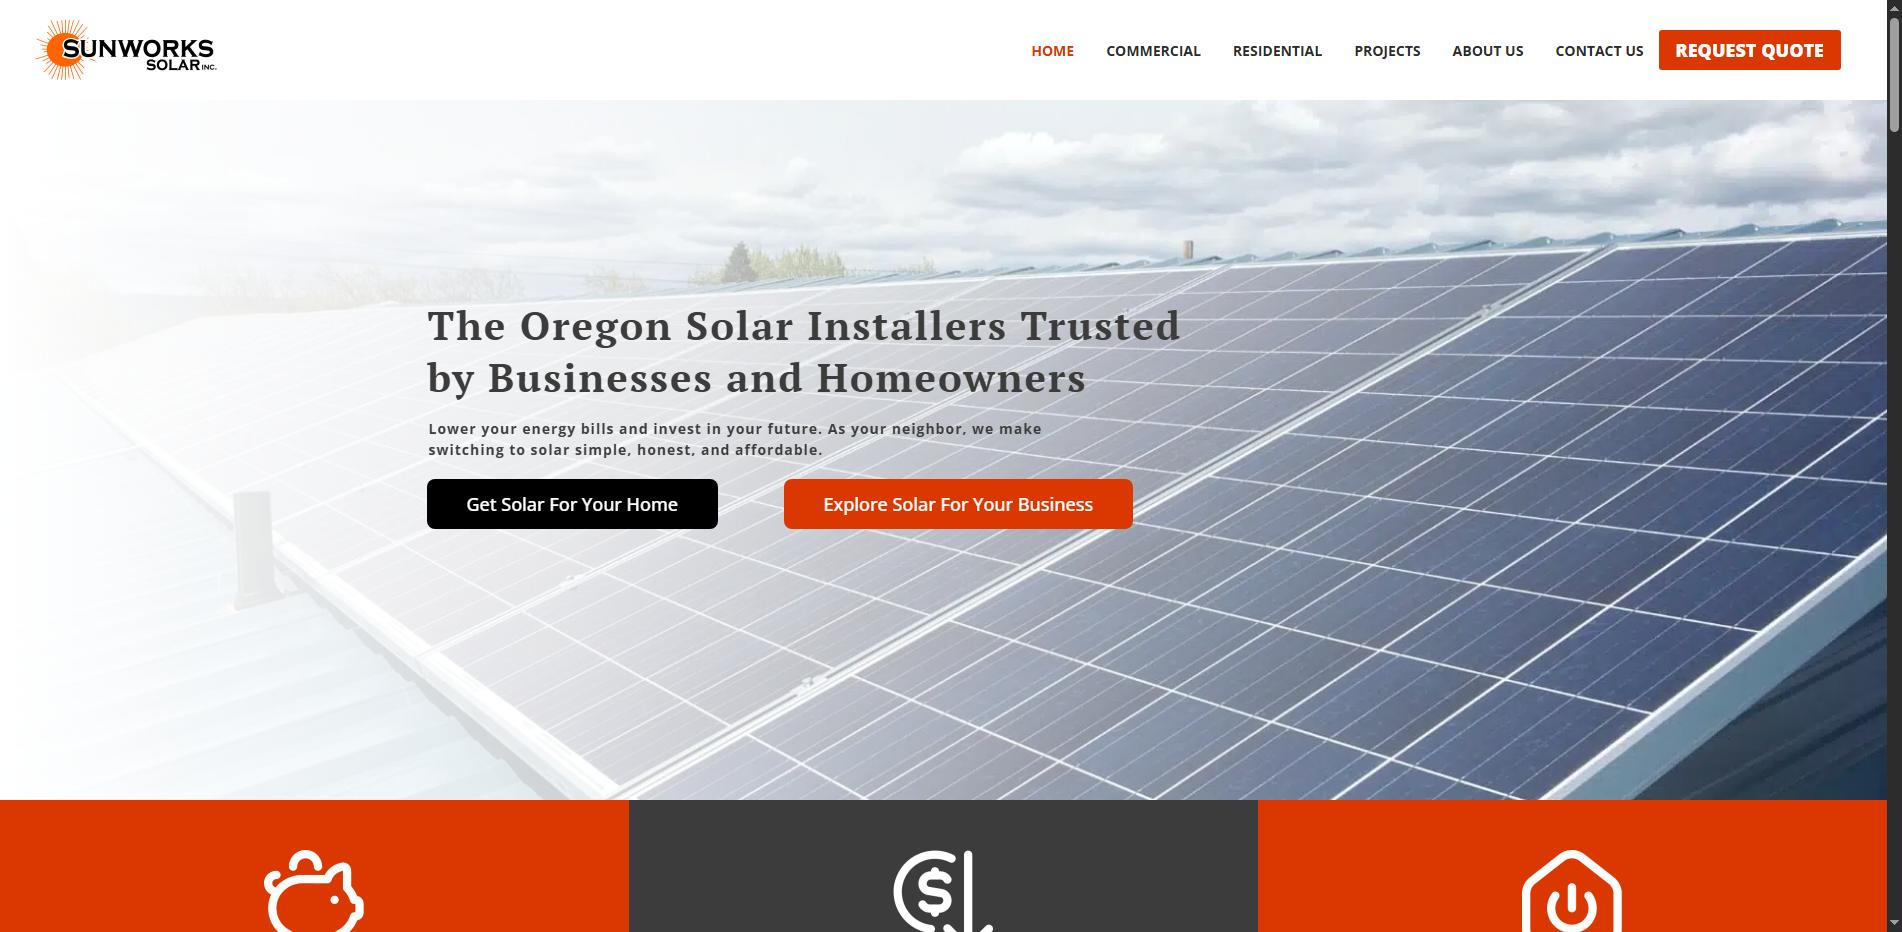 SUNWORKS
SOLAR INC.
HOME COMMERCIAL RESIDENTIAL PROJECTS ABOUT US CONTACT US REQUEST QUOTE
The Oregon Solar Installers Trusted
by Businesses and Homeowners
Lower your energy bills and invest in your future. As your neighbor, we make
switching to solar simple, honest, and affordable.
Get Solar For Your Home Explore Solar For Your Business